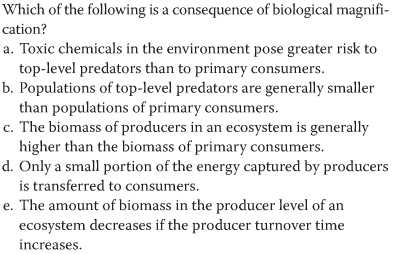 Which of the following is a consequence of biological magnifi-
cation?
a. Toxic chemicals in the environment pose greater risk to
top-level predators than to primary consumers.
b. Populations of top-level predators are generally smaller
than populations of primary consumers.
c. The biomass of producers in an ecosystem is generally
higher than the biomass of primary consumers.
d. Only a small portion of the energy captured by producers
is transferred to consumers.
e. The amount of biomass in the producer level of an
ecosystem decreases if the producer turnover time
increases.